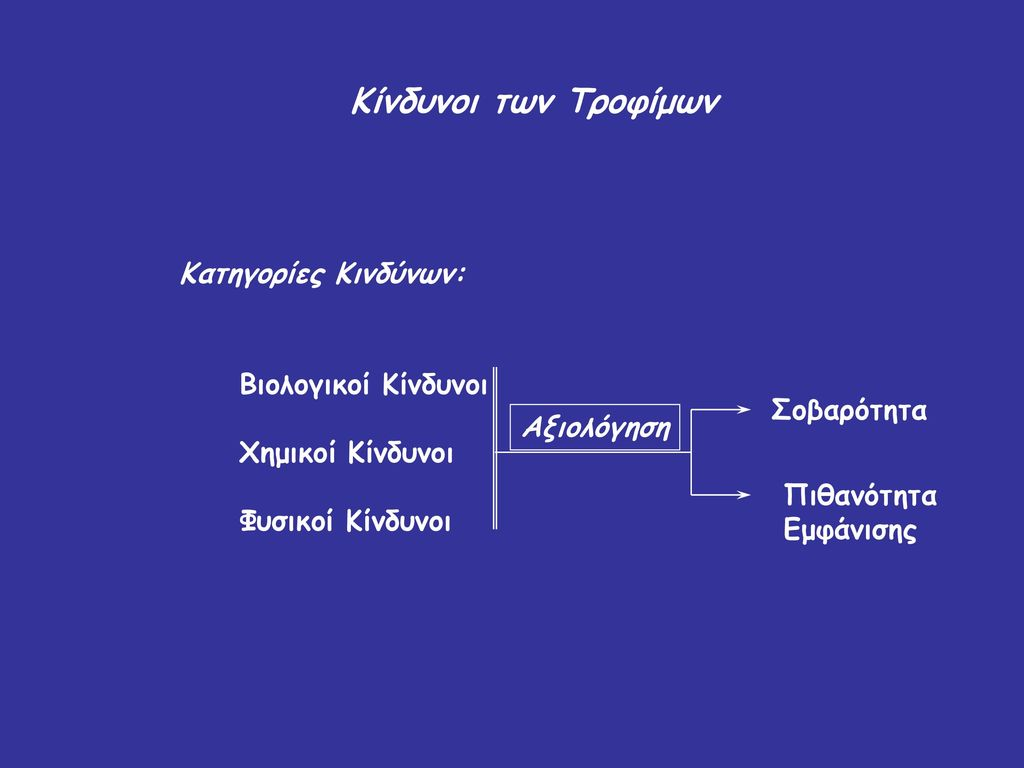 Κίνδυνοι των Τροφίμων
Κατηγορίες Κινδύνων:
Βιολογικοί Κίνδυνοι
Χημικοί Κίνδυνοι
Φυσικοί Κίνδυνοι
Αξιολόγηση
Σοβαρότητα
Πιθανότητα
Εμφάνισης